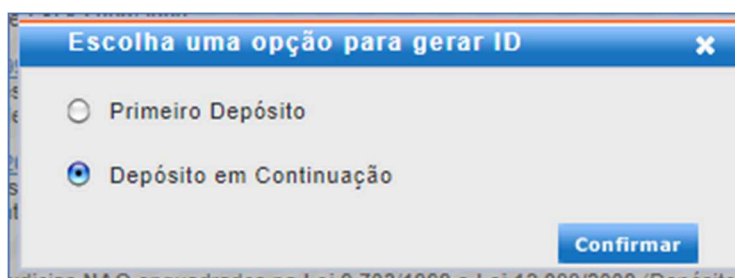 Escolha uma opção para gerar ID
Primeiro Depósito
Depósito em Continuação
Confirmar